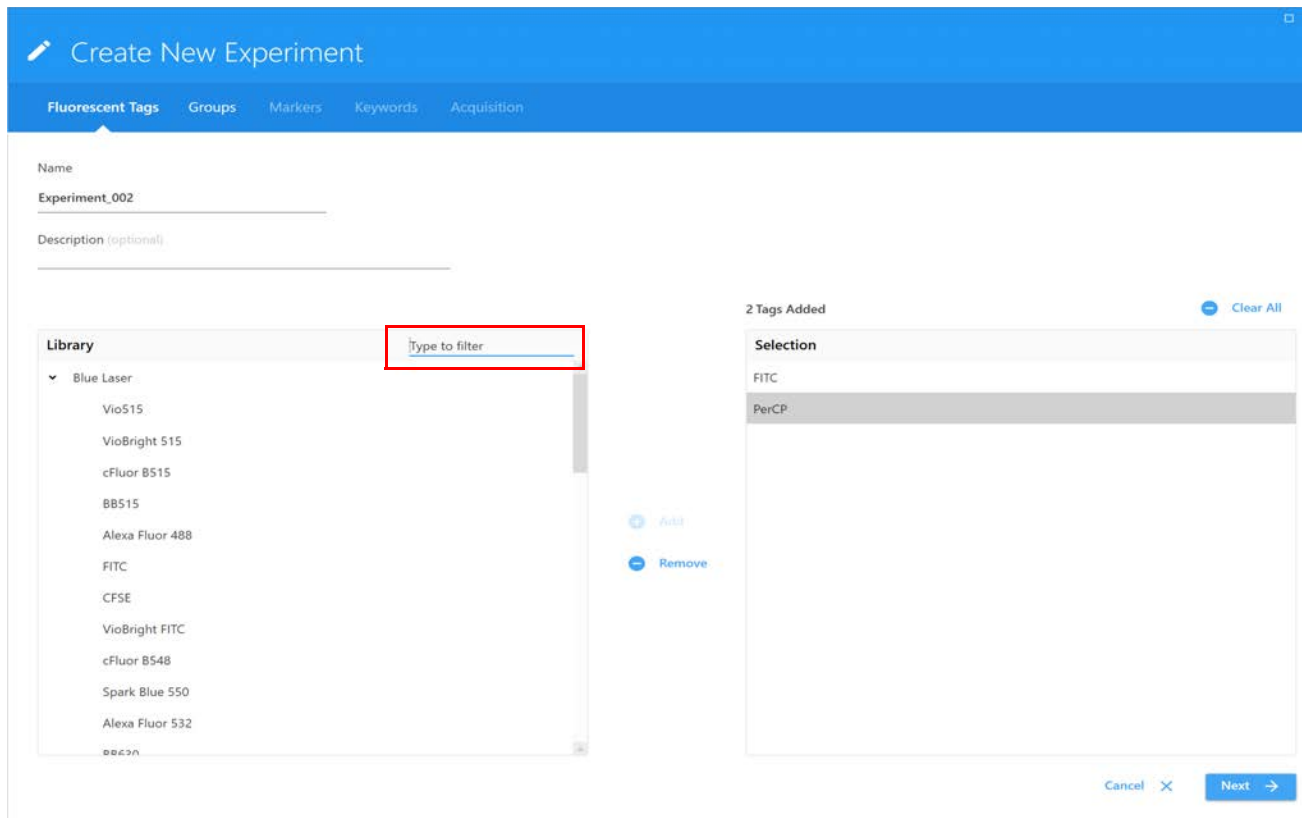 Create New Experiment
Fluorescent Tags Groups Markers Keywords Acquisition
Name
Experiment_002
Description (optional)
2 Tags Added
Clear All
Library
Type to filter
Selection
Blue Laser
FITC
Vio515
PerCP
VioBright 515
cFluor B515
BB515
Alexa Fluor 488
FITC
CFSE
VioBright FITC
cFluor B548
Spark Blue 550
Alexa Fluor 532
BB630
Add
Remove
Cancel
Next